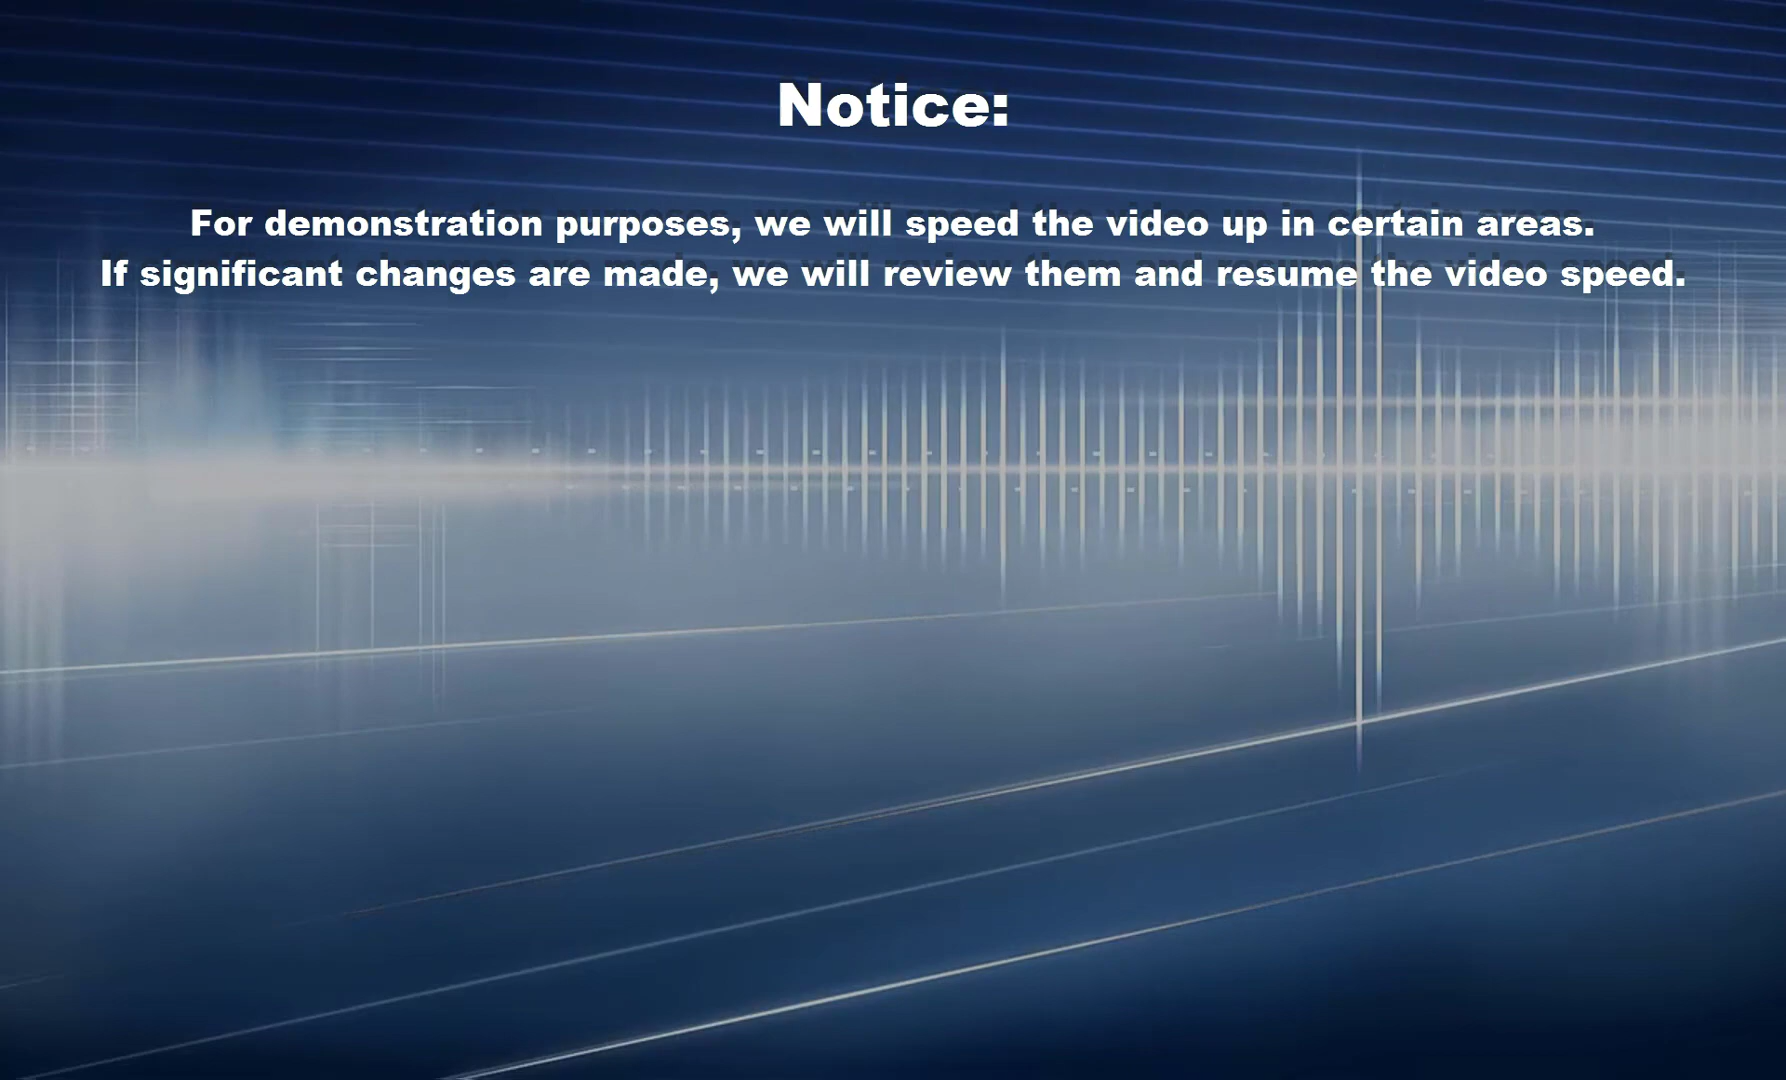 Notice:
For demonstration purposes, we will speed the video up in certain areas.
If significant changes are made, we will review them and resume the video speed.